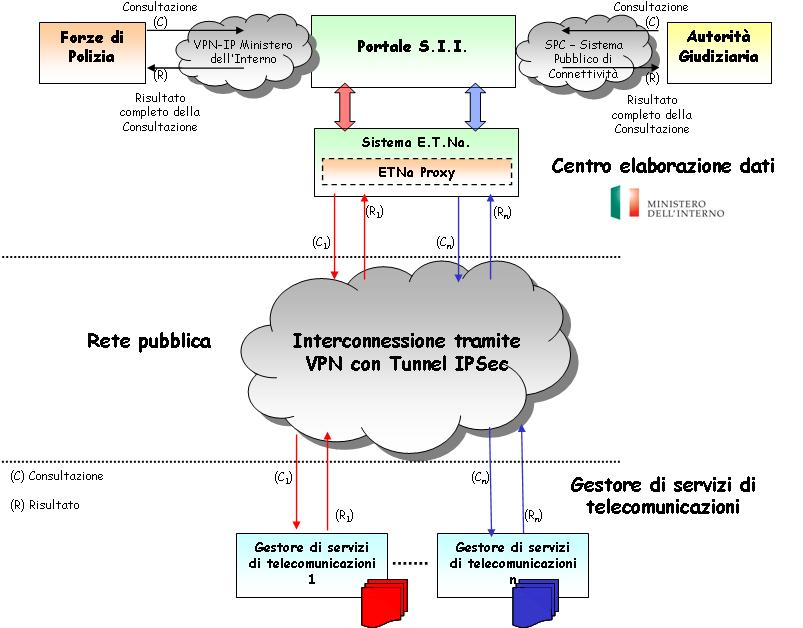 Consultazione
(C)
Forze di
Polizia
(R)
Risultato
completo della
Consultazione
VPN-IP Ministero
dell'Interno
Portale S.I.I.
SPC – Sistema
Pubblico di
Connettività
Consultazione
(C)
Autorità
Giudiziaria
(R)
Risultato
completo della
Consultazione
Sistema E.T.Na.
ETNa Proxy
Centro elaborazione dati
MINISTERO
DELL'INTERNO
(C1)
(R1)
(Cn)
(Rn)
Rete pubblica
Interconnessione tramite
VPN con Tunnel IPSec
(C) Consultazione
(R) Risultato
(C1)
(R1)
(Cn)
(Rn)
Gestore di servizi di
telecomunicazioni
Gestore di servizi
di telecomunicazioni
1
........
Gestore di servizi
di telecomunicazioni
n